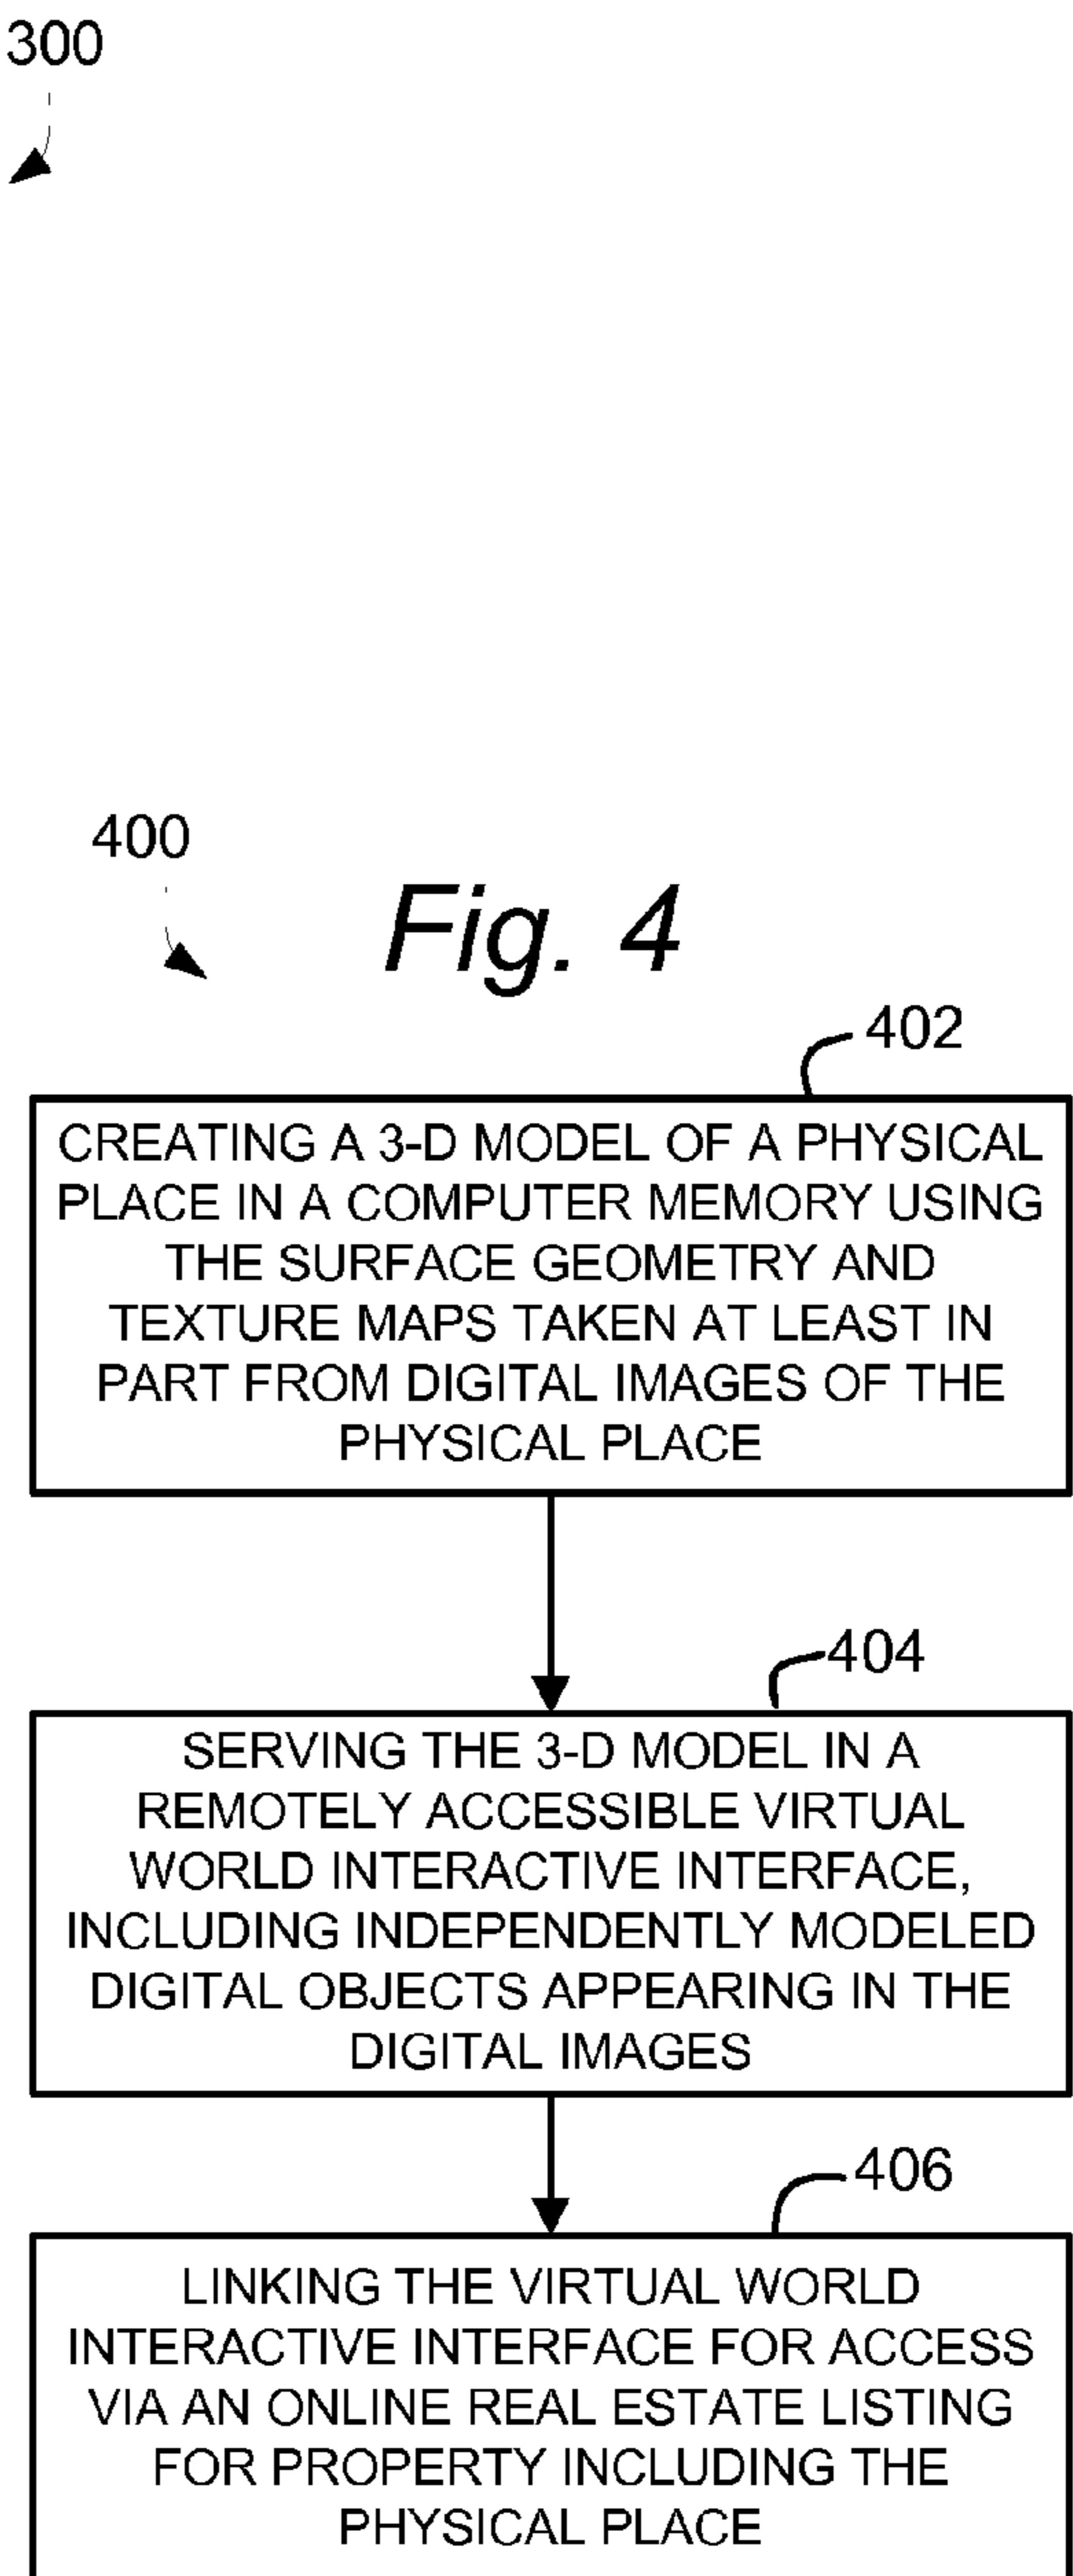 300
400
Fig. 4
402
CREATING A 3-D MODEL OF A PHYSICAL
PLACE IN A COMPUTER MEMORY USING
THE SURFACE GEOMETRY AND
TEXTURE MAPS TAKEN AT LEAST IN
PART FROM DIGITAL IMAGES OF THE
PHYSICAL PLACE
404
SERVING THE 3-D MODEL IN A
REMOTELY ACCESSIBLE VIRTUAL
WORLD INTERACTIVE INTERFACE,
INCLUDING INDEPENDENTLY MODELED
DIGITAL OBJECTS APPEARING IN THE
DIGITAL IMAGES
406
LINKING THE VIRTUAL WORLD
INTERACTIVE INTERFACE FOR ACCESS
VIA AN ONLINE REAL ESTATE LISTING
FOR PROPERTY INCLUDING THE
PHYSICAL PLACE